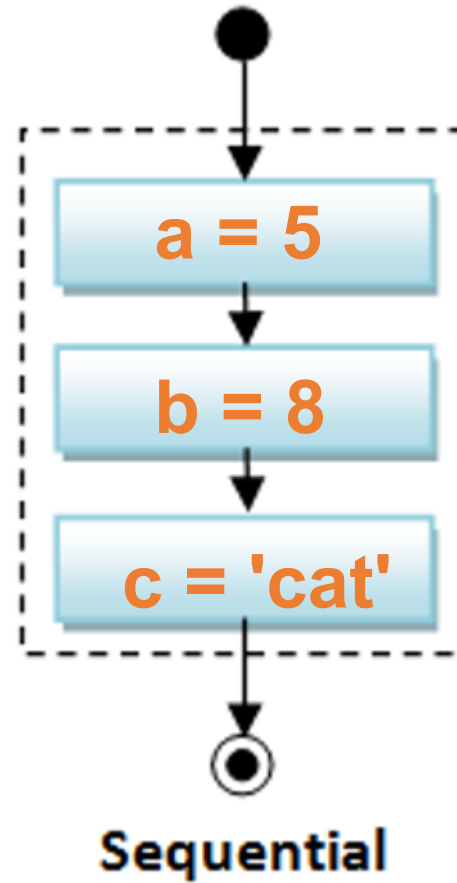 a = 5
b = 8
c = 'cat'
Sequential